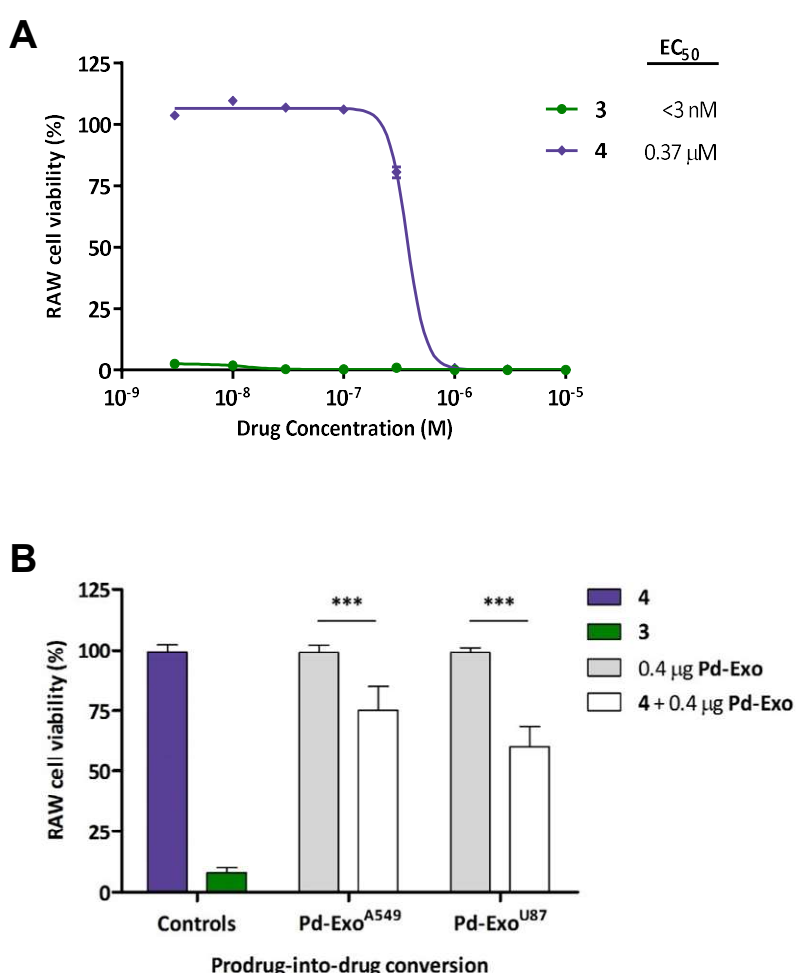 A
EC50
3 <3 nM
4 0.37 µM
RAW cell viability (%)
125
100
75
50
25
0
10-9 10-8 10-7 10-6 10-5
Drug Concentration (M)
B
RAW cell viability (%)
125
100
75
50
25
0
*** ***
4
3
0.4 µg Pd-Exo
4 + 0.4 µg Pd-Exo
Controls Pd-ExoA549 Pd-ExoU87
Prodrug-into-drug conversion